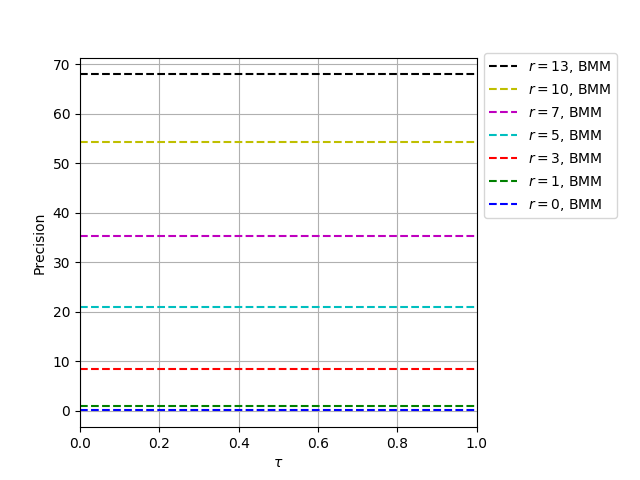 70
60
50
40
30
20
10
0
Precision
0.0 0.2 0.4 0.6 0.8 1.0
τ
r = 13, BMM
r = 10, BMM
r = 7, BMM
r = 5, BMM
r = 3, BMM
r = 1, BMM
r = 0, BMM